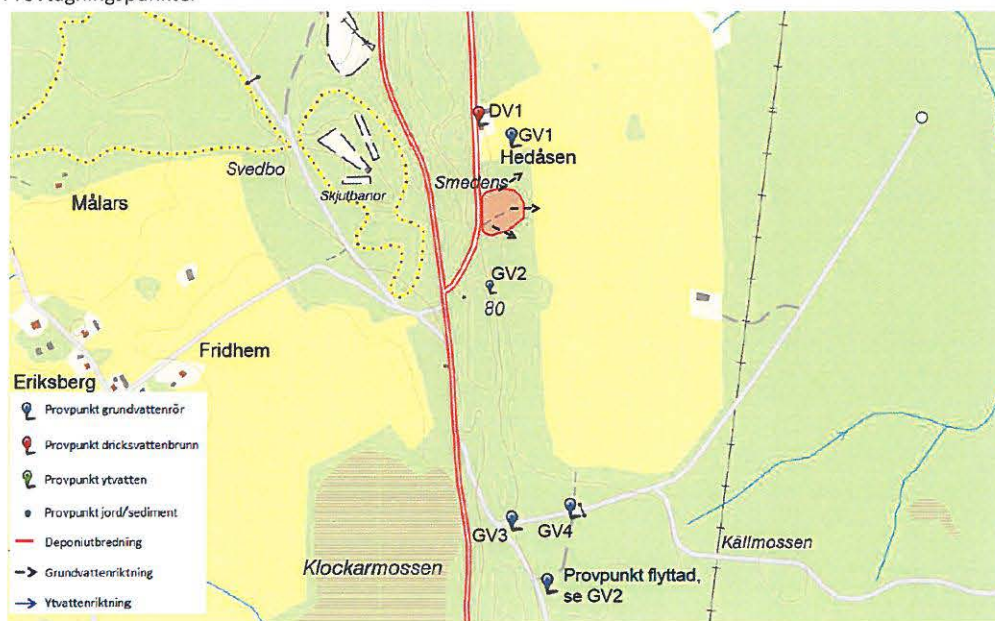 Provtagningspunkter
DV1
GV1
Hedåsen
Svedbo
Smedens
Skjutbanor
Målars
GV2
80
Fridhem
Eriksberg
Provpunkt grundvattenrör
Provpunkt dricksvattenbrunn
Provpunkt ytvatten
Provpunkt jord/sediment
Deponiutbredning
Grundvattenriktning
Ytvattenriktning
GV3
GV4
Källmossen
Klockarmossen
Provpunkt flyttad,
se GV2